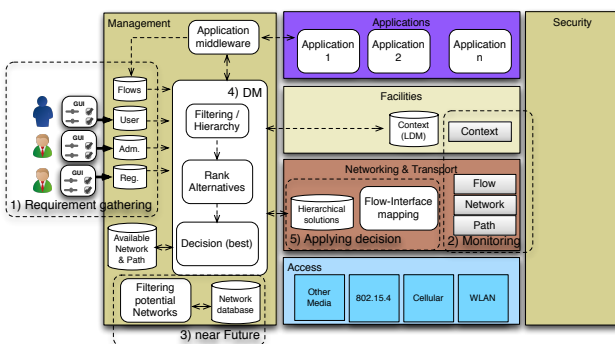 Management
Application
middleware
Applications
Application
1
Application
2
Application
n
Security
Flows
GUI
User
GUI
Adm.
GUI
Reg.
1) Requirement gathering
4) DM
Filtering /
Hierarchy
Rank
Alternatives
Decision (best)
Available
Network
& Path
Filtering
potential
Networks
Network
database
3) near Future
Facilities
Context
(LDM)
Context
Networking & Transport
Hierarchical
solutions
Flow-Interface
mapping
5) Applying decision
Flow
Network
Path
2) Monitoring
Access
Other
Media
802.15.4
Cellular
WLAN